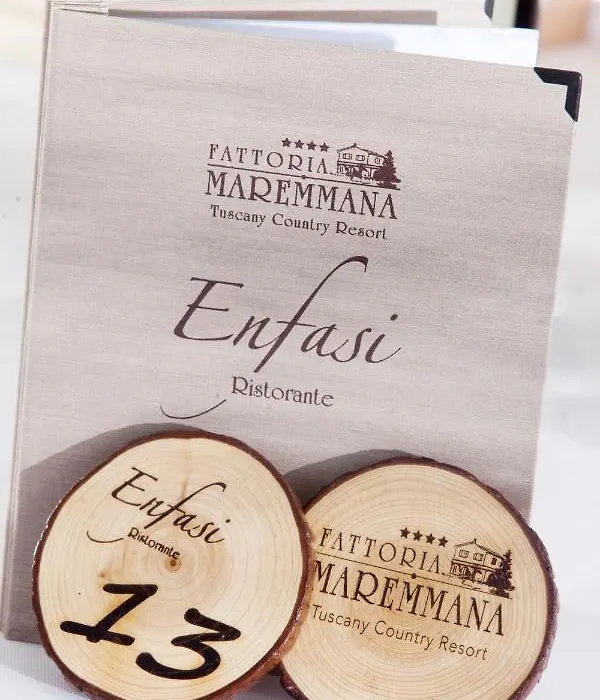 ★★★★
FATTORIA
MAREMMANA
Tuscany Country Resort
Enfasi
Ristorante
Enfasi
Ristorante
13
★★★★
FATTORIA
MAREMMANA
Tuscany Country Resort